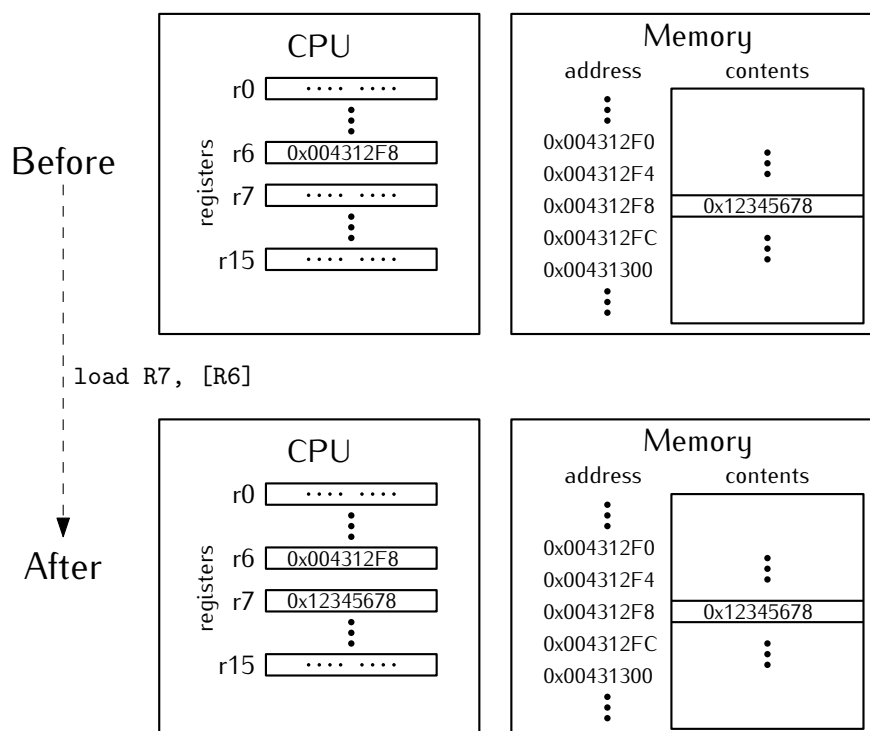 CPU
Memory
address
contents
r0
.... ....
0x004312F0
Before
registers
r6
0x004312F8
0x004312F4
r7
.... ....
0x004312F8
0x12345678
0x004312FC
r15
.... ....
0x00431300
load R7, [R6]
CPU
Memory
address
contents
r0
.... ....
0x004312F0
After
registers
r6
0x004312F8
0x004312F4
r7
0x12345678
0x004312F8
0x12345678
0x004312FC
r15
.... ....
0x00431300